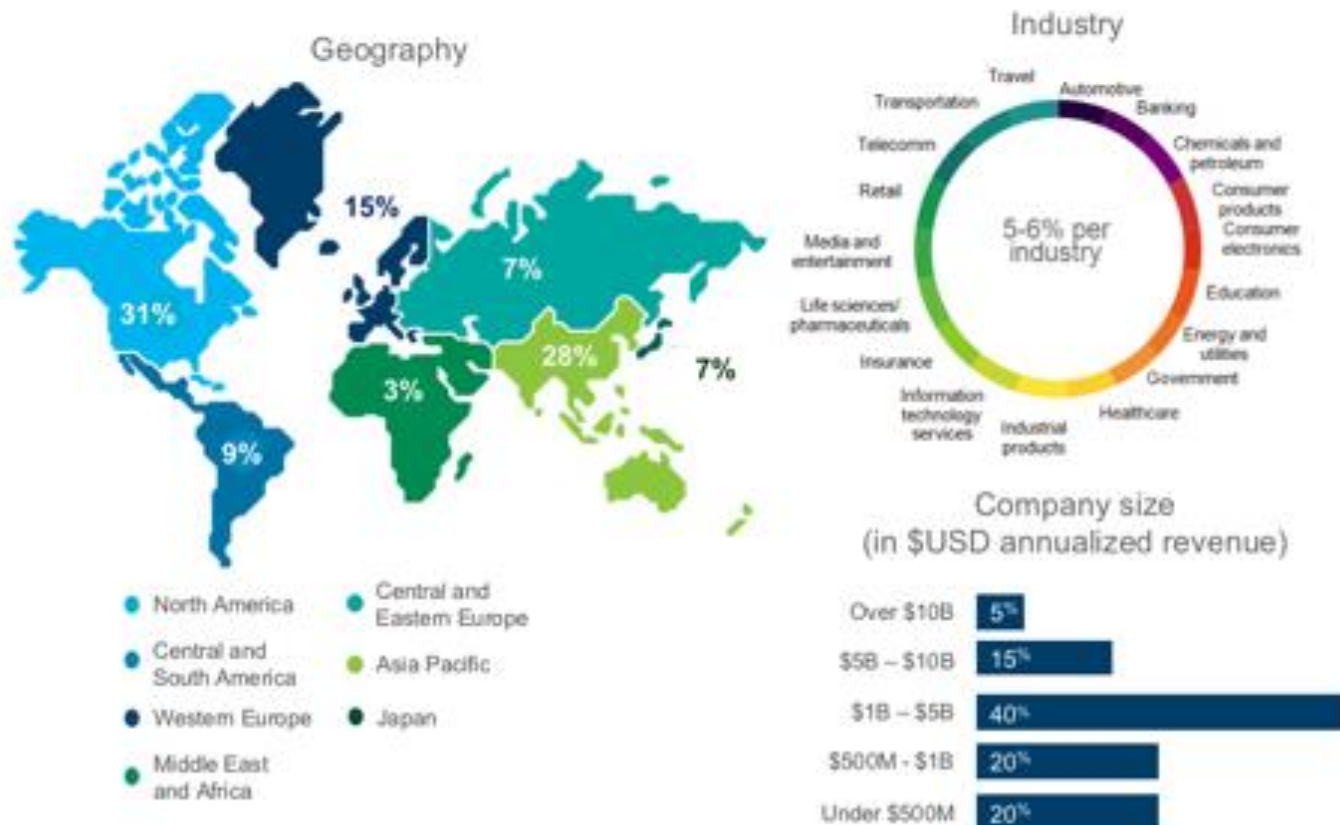 Geography
15%
7%
31%
28%
7%
3%
9%
North America
Central and
South America
Western Europe
Middle East
and Africa
Central and
Eastern Europe
Asia Pacific
Japan
Industry
Travel
Automotive
Transportation
Banking
Telecomm
Chemicals and
petroleum
Retail
Consumer
products
Consumer
electronics
5-6% per
industry
Media and
entertainment
Education
Life sciences/
pharmaceuticals
Energy and
utilities
Insurance
Government
Information
technology
services
Healthcare
Industrial
products
Company size
(in $USD annualized revenue)
Over $10B 5%
$5B – $10B 15%
$1B – $5B 40%
$500M - $1B 20%
Under $500M 20%